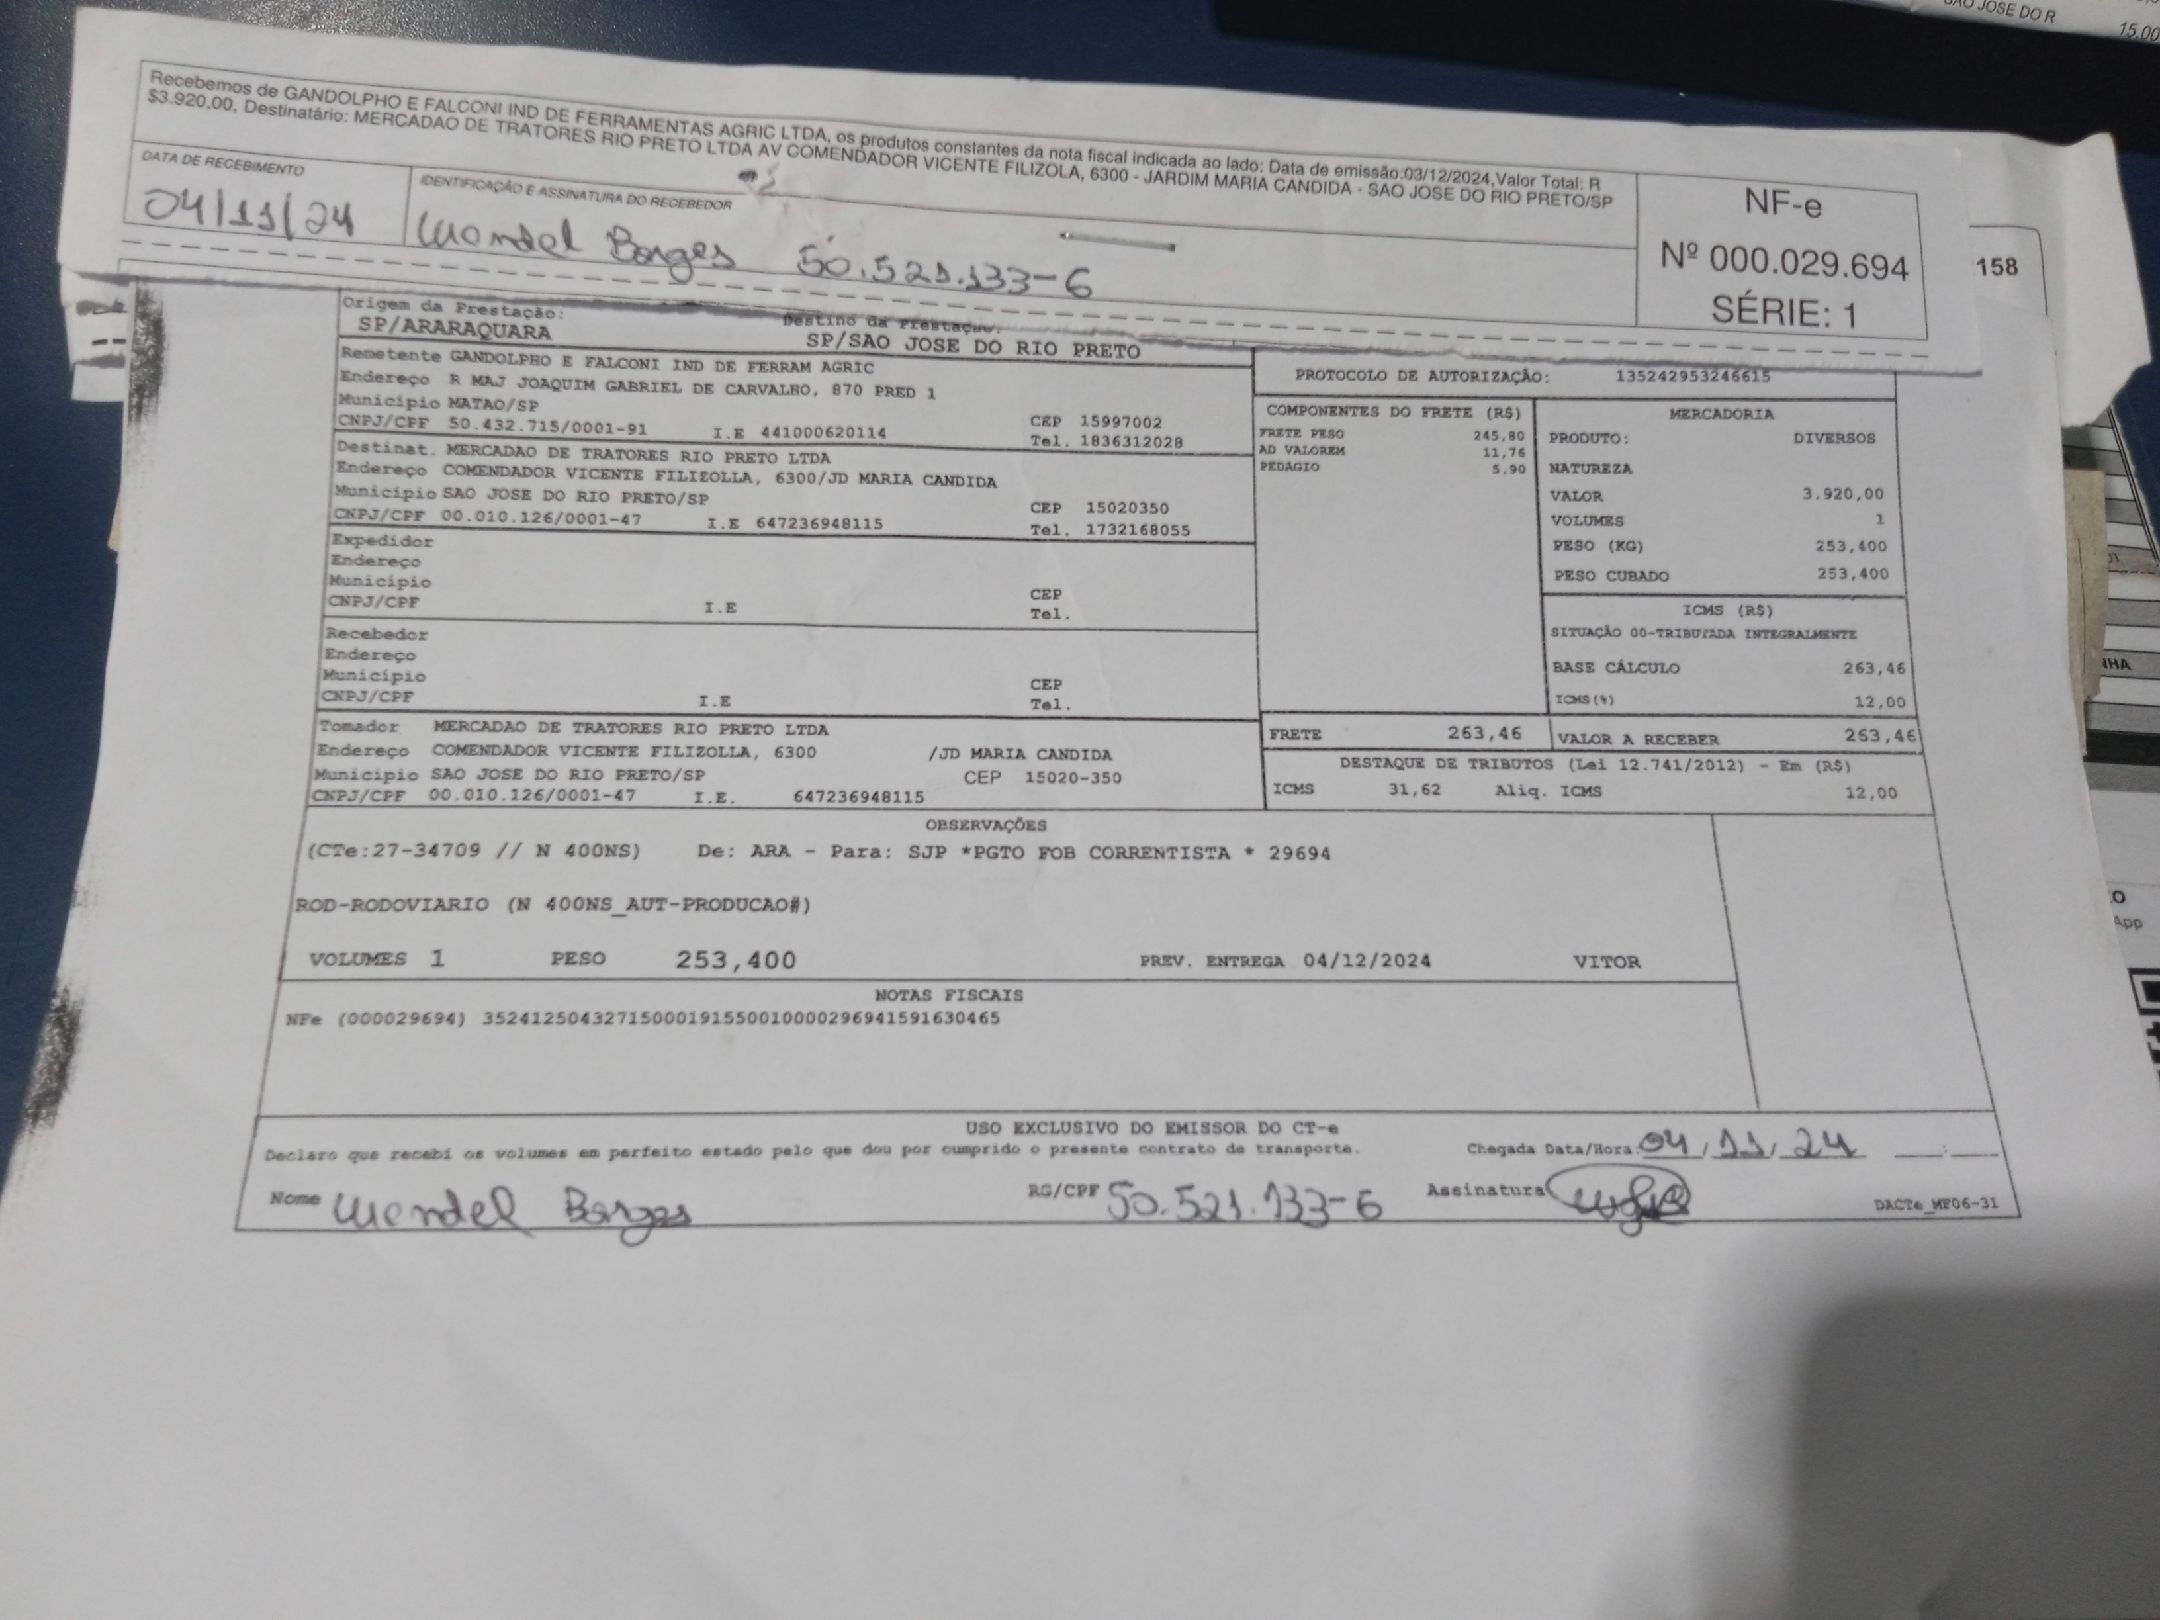 SAO JOSE DO R
15.00
Recebemos de GANDOLPHO E FALCONI IND DE FERRAMENTAS AGRIC LTDA, os produtos constantes da nota fiscal indicada ao lado: Data de emissão:03/12/2024,Valor Total: R
$3.920,00, Destinatário: MERCADAO DE TRATORES RIO PRETO LTDA AV COMENDADOR VICENTE FILIZOLA, 6300 - JARDIM MARIA CANDIDA - SAO JOSE DO RIO PRETO/SP
DATA DE RECEBIMENTO
04/11/24
IDENTIFICAÇÃO E ASSINATURA DO RECEBEDOR
Wendel Borges 50.521.133-6
NF-e
Nº 000.029.694
SÉRIE: 1
158
Origem da Prestação:
SP/ARARAQUARA
Destino da Prestação:
SP/SAO JOSE DO RIO PRETO
Remetente GANDOLPHO E FALCONI IND DE FERRAM AGRIC
Endereço R MAJ JOAQUIM GABRIEL DE CARVALHO, 870 PRED 1
Município MATAO/SP CEP 15997002
CNPJ/CPF 50.432.715/0001-91 I.E 441000620114 Tel. 1836312028
Destinat. MERCADAO DE TRATORES RIO PRETO LTDA
Endereço COMENDADOR VICENTE FILIZOLLA, 6300/JD MARIA CANDIDA
Município SAO JOSE DO RIO PRETO/SP CEP 15020350
CNPJ/CPF 00.010.126/0001-47 I.E 647236948115 Tel. 1732168055
Expedidor
Endereço
Município CEP
CNPJ/CPF I.E Tel.
Recebedor
Endereço
Município CEP
CNPJ/CPF I.E Tel.
Tomador MERCADAO DE TRATORES RIO PRETO LTDA
Endereço COMENDADOR VICENTE FILIZOLLA, 6300 /JD MARIA CANDIDA
Município SAO JOSE DO RIO PRETO/SP CEP 15020-350
CNPJ/CPF 00.010.126/0001-47 I.E. 647236948115
PROTOCOLO DE AUTORIZAÇÃO: 135242953246615
COMPONENTES DO FRETE (R$)
FRETE PESO 245,80
AD VALOREM 11,76
PEDAGIO 5,90
MERCADORIA
PRODUTO: DIVERSOS
NATUREZA
VALOR 3.920,00
VOLUMES 1
PESO (KG) 253,400
PESO CUBADO 253,400
ICMS (R$)
SITUAÇÃO 00-TRIBUTADA INTEGRALMENTE
BASE CÁLCULO 263,46
ICMS(%) 12,00
FRETE 263,46 VALOR A RECEBER 263,46
DESTAQUE DE TRIBUTOS (Lei 12.741/2012) - Em (R$)
ICMS 31,62 Aliq. ICMS 12,00
OBSERVAÇÕES
(CTe:27-34709 // N 400NS) De: ARA - Para: SJP *PGTO FOB CORRENTISTA * 29694
ROD-RODOVIARIO (N 400NS_AUT-PRODUCAO#)
VOLUMES 1 PESO 253,400 PREV. ENTREGA 04/12/2024 VITOR
NOTAS FISCAIS
NFe (000029694) 35241250432715000191550010000296941591630465
USO EXCLUSIVO DO EMISSOR DO CT-e
Declaro que recebi os volumes em perfeito estado pelo que dou por cumprido o presente contrato de transporte. Chegada Data/Hora: 04/11/24 __:__
Nome Wendel Borges RG/CPF 50.521.133-6 Assinatura
DACTe_MF06-31
App